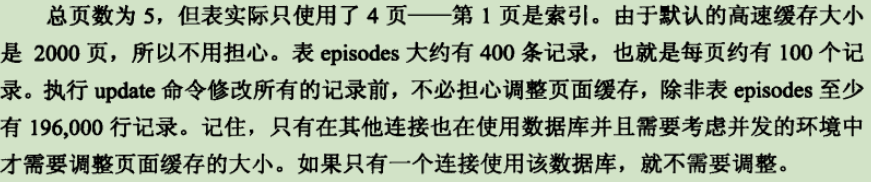 总页数为 5，但表实际只使用了 4 页——第 1 页是索引。由于默认的高速缓存大小
是 2000 页，所以不用担心。表 episodes 大约有 400 条记录，也就是每页约有 100 个记
录。执行 update 命令修改所有的记录前，不必担心调整页面缓存，除非表 episodes 至少
有 196,000 行记录。记住，只有在其他连接也在使用数据库并且需要考虑并发的环境中
才需要调整页面缓存的大小。如果只有一个连接使用该数据库，就不需要调整。